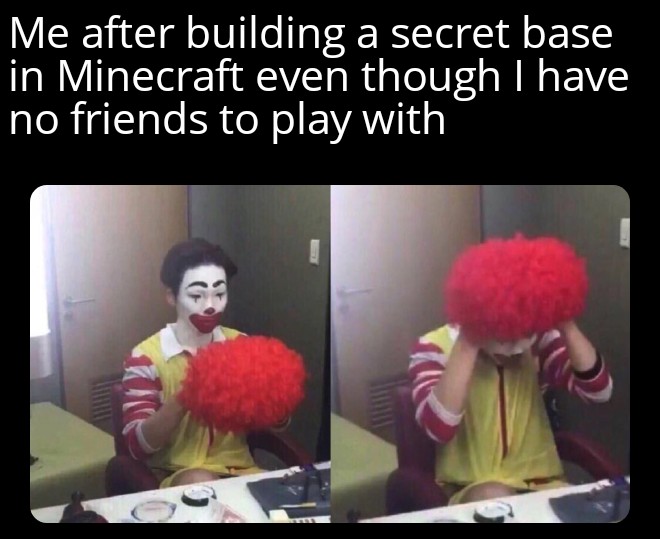 Me after building a secret base
in Minecraft even though I have
no friends to play with